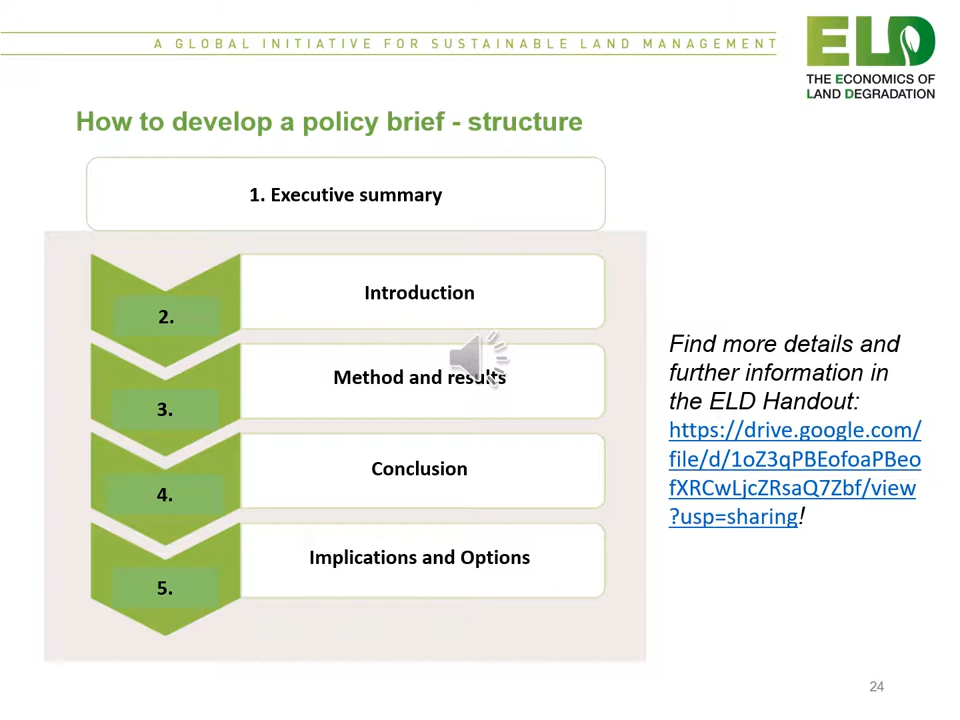 A GLOBAL INITIATIVE FOR SUSTAINABLE LAND MANAGEMENT
ELD
THE ECONOMICS OF
LAND DEGRADATION
How to develop a policy brief - structure
1. Executive summary
2.
Introduction
3.
Method and results
4.
Conclusion
5.
Implications and Options
Find more details and
further information in
the ELD Handout:
https://drive.google.com/
file/d/1oZ3qPBEofoaPBeo
fXRCwLjcZRsaQ7Zbf/view
?usp=sharing!
24